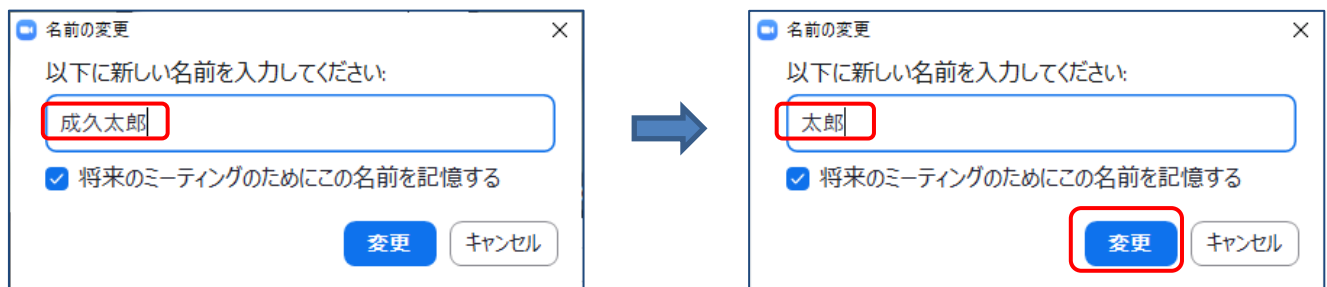 名前の変更
以下に新しい名前を入力してください:
成久太郎
将来のミーティングのためにこの名前を記憶する
変更 キャンセル
名前の変更
以下に新しい名前を入力してください:
太郎
将来のミーティングのためにこの名前を記憶する
変更 キャンセル